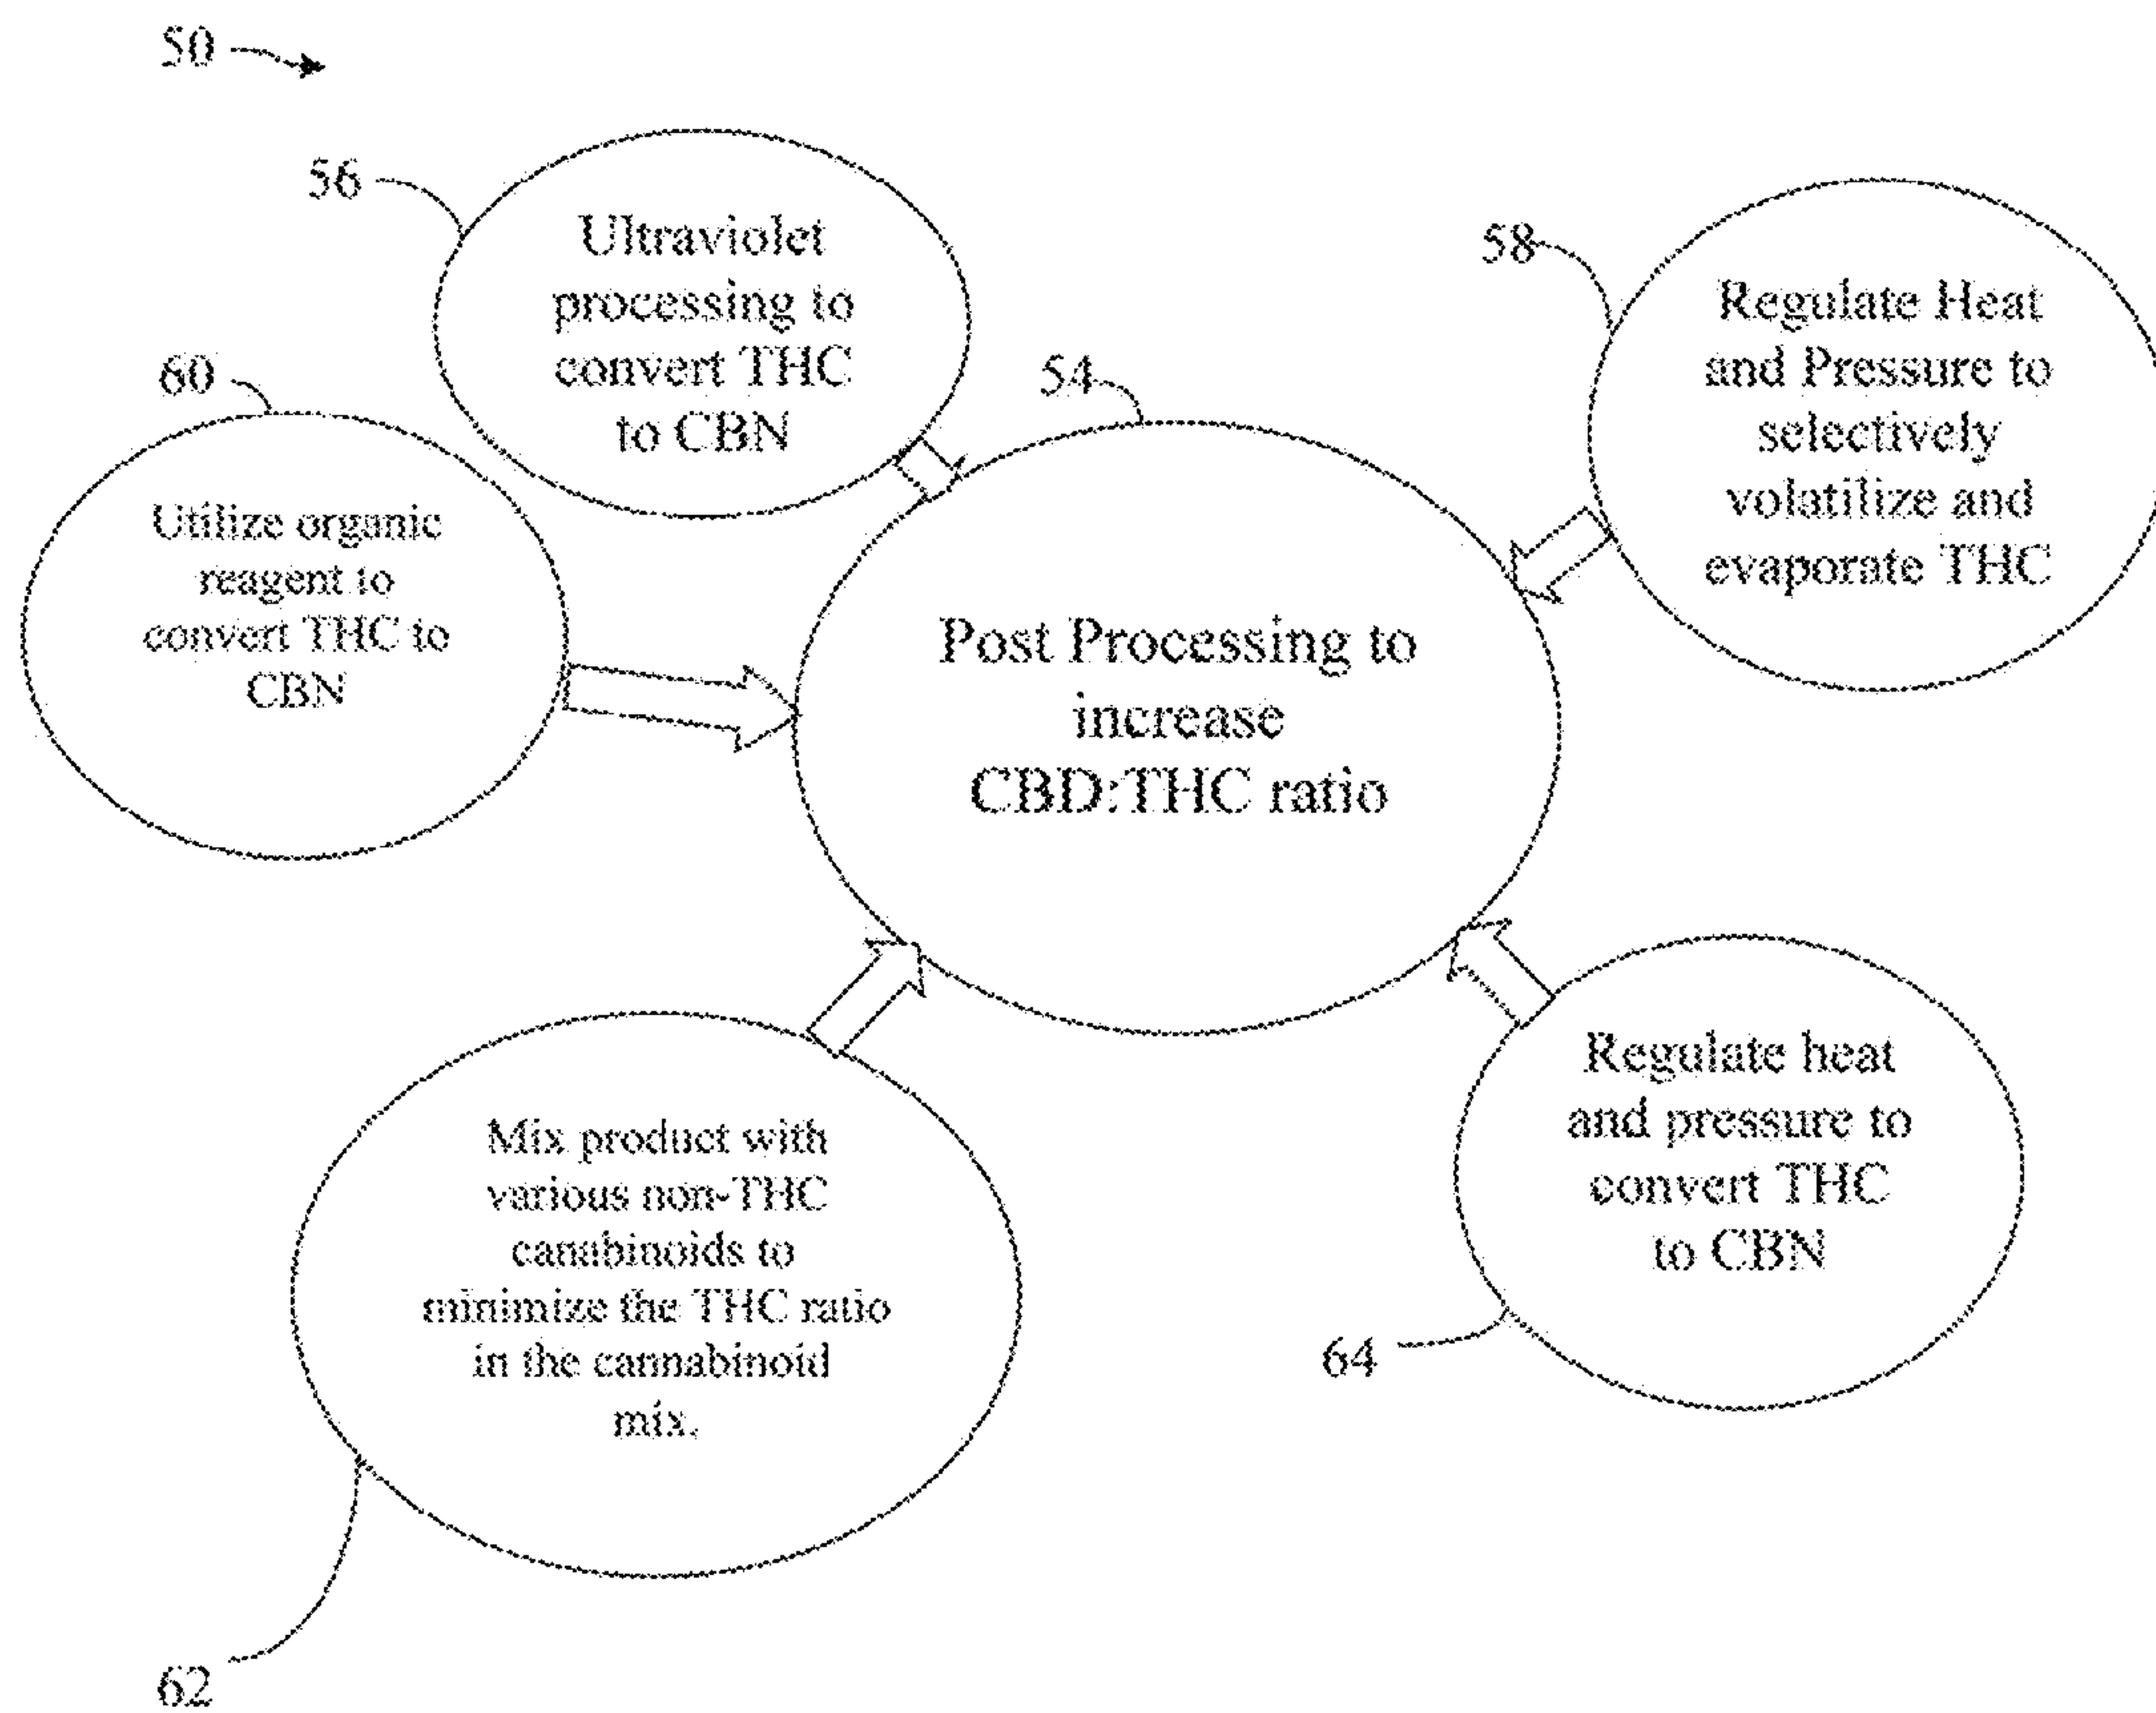 50
56
Ultraviolet
processing to
convert THC
to CBN
58
Regulate Heat
and Pressure to
selectively
volatilize and
evaporate THC
60
Utilize organic
reagent to
convert THC to
CBN
54
Post Processing to
increase
CBD:THC ratio
Mix product with
various non-THC
canabinoids to
minimize the THC ratio
in the cannabinoid
mix.
62
Regulate heat
and pressure to
convert THC
to CBN
64